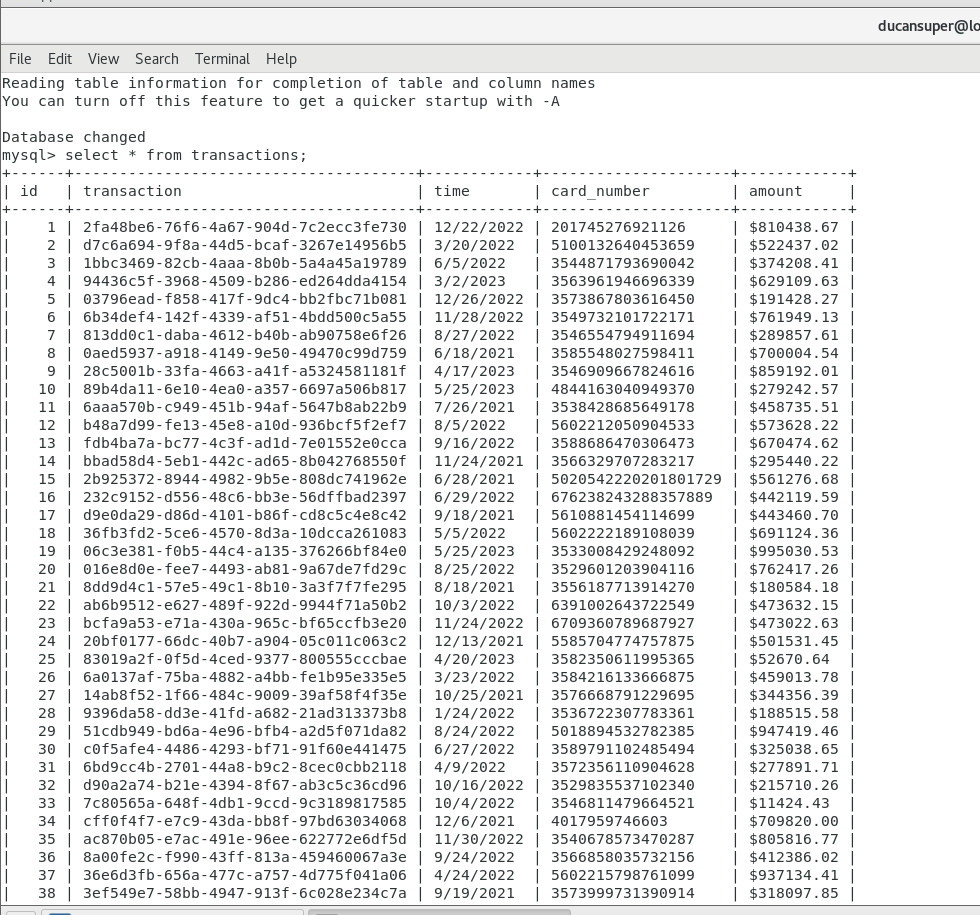 ducansuper@lo
File Edit View Search Terminal Help
Reading table information for completion of table and column names
You can turn off this feature to get a quicker startup with -A
Database changed
mysql> select * from transactions;
+------+--------------------------------------+------------+---------------------+------------+
| id | transaction | time | card_number | amount |
+------+--------------------------------------+------------+---------------------+------------+
| 1 | 2fa48be6-76f6-4a67-904d-7c2ecc3fe730 | 12/22/2022 | 201745276921126 | $810438.67 |
| 2 | d7c6a694-9f8a-44d5-bcaf-3267e14956b5 | 3/20/2022 | 5100132640453659 | $522437.02 |
| 3 | 1bbc3469-82cb-4aaa-8b0b-5a4a45a19789 | 6/5/2022 | 3544871793690042 | $374208.41 |
| 4 | 94436c5f-3968-4509-b286-ed264dda4154 | 3/2/2023 | 3563961946696339 | $629109.63 |
| 5 | 03796ead-f858-417f-9dc4-bb2fbc71b081 | 12/26/2022 | 3573867803616450 | $191428.27 |
| 6 | 6b34def4-142f-4339-af51-4bdd500c5a55 | 11/28/2022 | 3549732101722171 | $761949.13 |
| 7 | 813dd0c1-daba-4612-b40b-ab90758e6f26 | 8/27/2022 | 3546554794911694 | $289857.61 |
| 8 | 0aed5937-a918-4149-9e50-49470c99d759 | 6/18/2021 | 3585548027598411 | $700004.54 |
| 9 | 28c5001b-33fa-4663-a41f-a5324581181f | 4/17/2023 | 3546909667824616 | $859192.01 |
| 10 | 89b4da11-6e10-4ea0-a357-6697a506b817 | 5/25/2023 | 4844163040949370 | $279242.57 |
| 11 | 6aaa570b-c949-451b-94af-5647b8ab22b9 | 7/26/2021 | 3538428685649178 | $458735.51 |
| 12 | b48a7d99-fe13-45e8-a10d-936bcf5f2ef7 | 8/5/2022 | 5602212050904533 | $573628.22 |
| 13 | fdb4ba7a-bc77-4c3f-ad1d-7e01552e0cca | 9/16/2022 | 3588686470306473 | $670474.62 |
| 14 | bbad58d4-5eb1-442c-ad65-8b042768550f | 11/24/2021 | 3566329707283217 | $295440.22 |
| 15 | 2b925372-8944-4982-9b5e-808dc741962e | 6/28/2021 | 5020542220201801729 | $561276.68 |
| 16 | 232c9152-d556-48c6-bb3e-56dffbad2397 | 6/29/2022 | 676238243288357889 | $442119.59 |
| 17 | d9e0da29-d86d-4101-b86f-cd8c5c4e8c42 | 9/18/2021 | 5610881454114699 | $443460.70 |
| 18 | 36fb3fd2-5ce6-4570-8d3a-10dcca261083 | 5/5/2022 | 5602222189108039 | $691124.36 |
| 19 | 06c3e381-f0b5-44c4-a135-376266bf84e0 | 5/25/2023 | 3533008429248092 | $995030.53 |
| 20 | 016e8d0e-fee7-4493-ab81-9a67de7fd29c | 8/25/2022 | 3529601203904116 | $762417.26 |
| 21 | 8dd9d4c1-57e5-49c1-8b10-3a3f7f7fe295 | 8/18/2021 | 3556187713914270 | $180584.18 |
| 22 | ab6b9512-e627-489f-922d-9944f71a50b2 | 10/3/2022 | 6391002643722549 | $473632.15 |
| 23 | bcfa9a53-e71a-430a-965c-bf65ccfb3e20 | 11/24/2022 | 6709360789687927 | $473022.63 |
| 24 | 20bf0177-66dc-40b7-a904-05c011c063c2 | 12/13/2021 | 5585704774757875 | $501531.45 |
| 25 | 83019a2f-0f5d-4ced-9377-800555cccbae | 4/20/2023 | 3582350611995365 | $52670.64 |
| 26 | 6a0137af-75ba-4882-a4bb-fe1b95e335e5 | 3/23/2022 | 3584216133666875 | $459013.78 |
| 27 | 14ab8f52-1f66-484c-9009-39af58f4f35e | 10/25/2021 | 3576668791229695 | $344356.39 |
| 28 | 9396da58-dd3e-41fd-a682-21ad313373b8 | 1/24/2022 | 3536722307783361 | $188515.58 |
| 29 | 51cdb949-bd6a-4e96-bfb4-a2d5f071da82 | 8/24/2022 | 5018894532782385 | $947419.46 |
| 30 | c0f5afe4-4486-4293-bf71-91f60e441475 | 6/27/2022 | 3589791102485494 | $325038.65 |
| 31 | 6bd9cc4b-2701-44a8-b9c2-8cec0cbb2118 | 4/9/2022 | 3572356110904628 | $277891.71 |
| 32 | d90a2a74-b21e-4394-8f67-ab3c5c36cd96 | 10/16/2022 | 3529835537102340 | $215710.26 |
| 33 | 7c80565a-648f-4db1-9ccd-9c3189817585 | 10/4/2022 | 3546811479664521 | $11424.43 |
| 34 | cff0f4f7-e7c9-43da-bb8f-97bd63034068 | 12/6/2021 | 4017959746603 | $709820.00 |
| 35 | ac870b05-e7ac-491e-96ee-622772e6df5d | 11/30/2022 | 3540678573470287 | $805816.77 |
| 36 | 8a00fe2c-f990-43ff-813a-459460067a3e | 9/24/2022 | 3566858035732156 | $412386.02 |
| 37 | 36e6d3fb-656a-477c-a757-4d775f041a06 | 4/24/2022 | 5602215798761099 | $937134.41 |
| 38 | 3ef549e7-58bb-4947-913f-6c028e234c7a | 9/19/2021 | 3573999731390914 | $318097.85 |